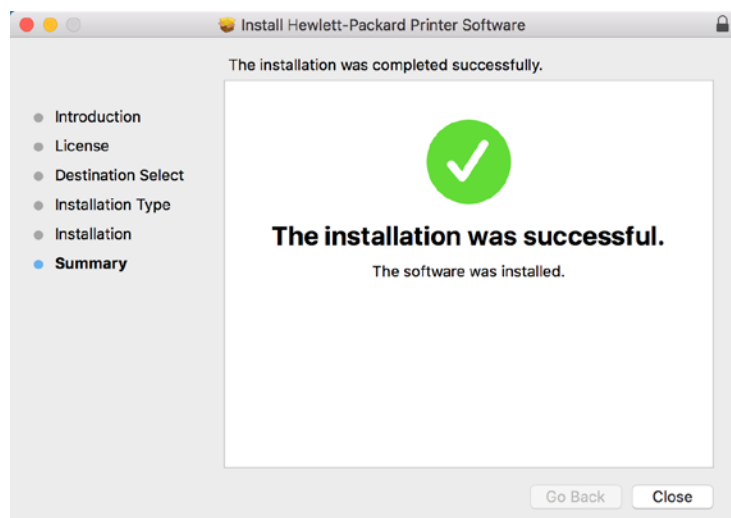 Install Hewlett-Packard Printer Software
The installation was completed successfully.
Introduction
License
Destination Select
Installation Type
Installation
Summary
The installation was successful.
The software was installed.
Go Back
Close